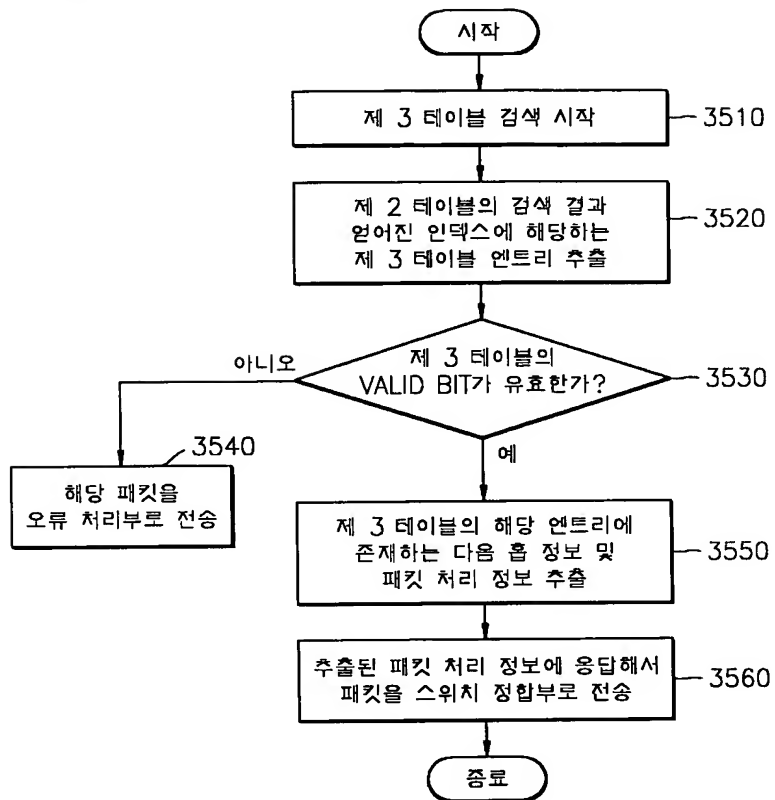 시작
제 3 테이블 검색 시작
3510
제 2 테이블의 검색 결과
얻어진 인덱스에 해당하는
제 3 테이블 엔트리 추출
3520
제 3 테이블의
VALID BIT가 유효한가?
3530
아니오
예
3540
해당 패킷을
오류 처리부로 전송
제 3 테이블의 해당 엔트리에
존재하는 다음 홉 정보 및
패킷 처리 정보 추출
3550
추출된 패킷 처리 정보에 응답해서
패킷을 스위치 정합부로 전송
3560
종료